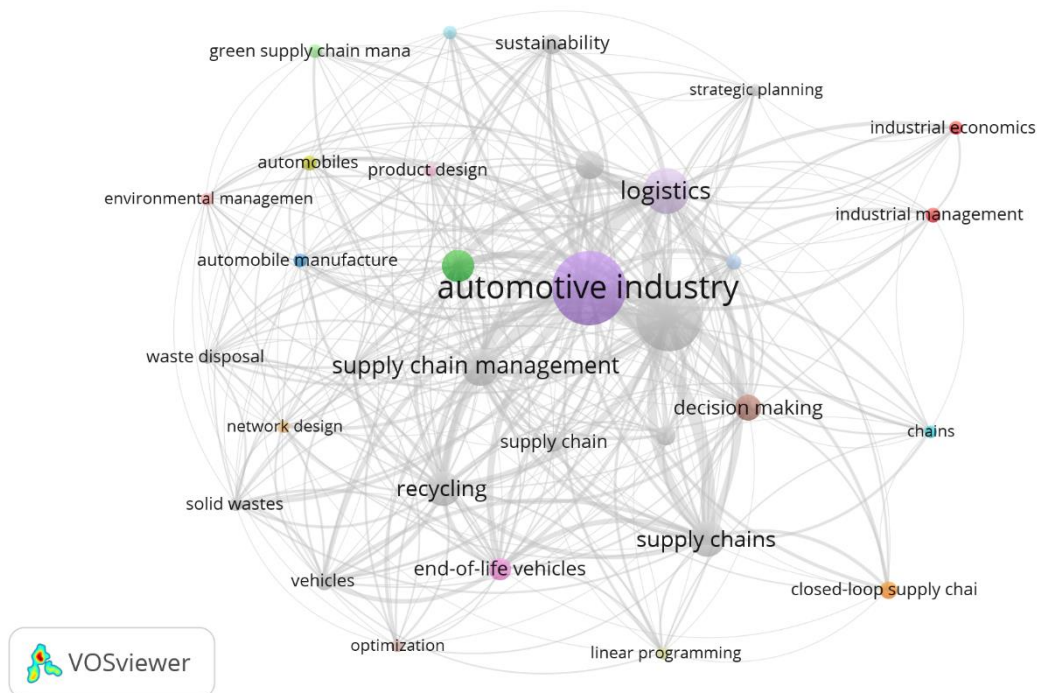 sustainability
green supply chain mana
strategic planning
industrial economics
automobiles
product design
logistics
environmental managemen
industrial management
automobile manufacture
automotive industry
waste disposal
supply chain management
decision making
network design
chains
supply chain
recycling
solid wastes
supply chains
end-of-life vehicles
vehicles
closed-loop supply chai
optimization
linear programming
VOSviewer